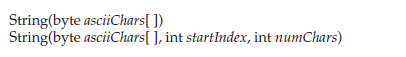 String(byte asciiChars[ ])
String(byte asciiChars[ ], int startIndex, int numChars)